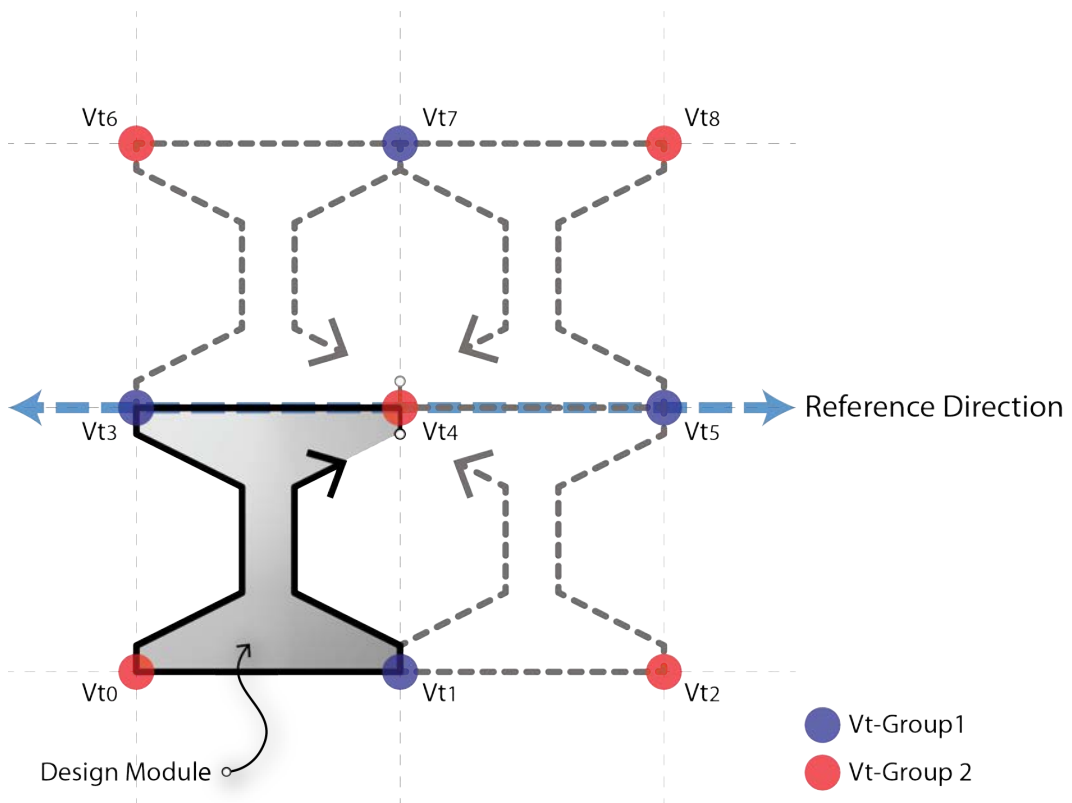 Vt6
Vt7
Vt8
Reference Direction
Vt3
Vt4
Vt5
Vt0
Vt1
Vt2
Vt-Group1
Design Module
Vt-Group 2